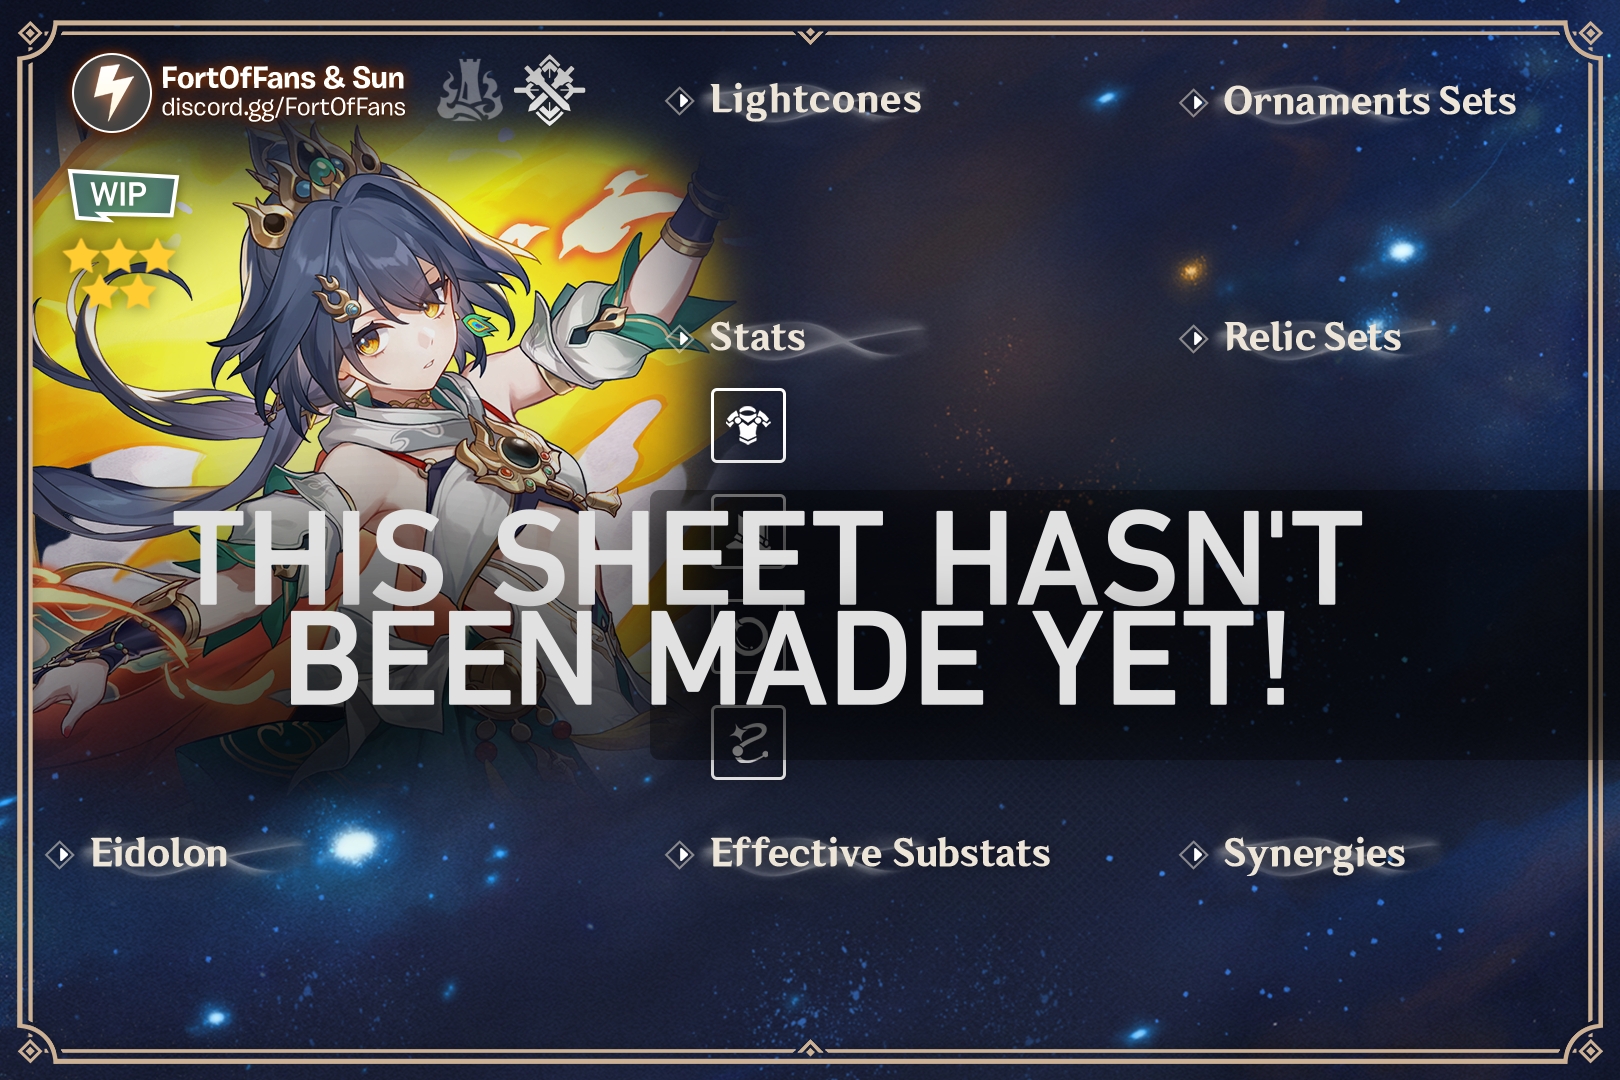 FortOfFans & Sun
discord.gg/FortOfFans
WIP
Lightcones
Ornaments Sets
Stats
Relic Sets
THIS SHEET HASN'T
BEEN MADE YET!
Eidolon
Effective Substats
Synergies